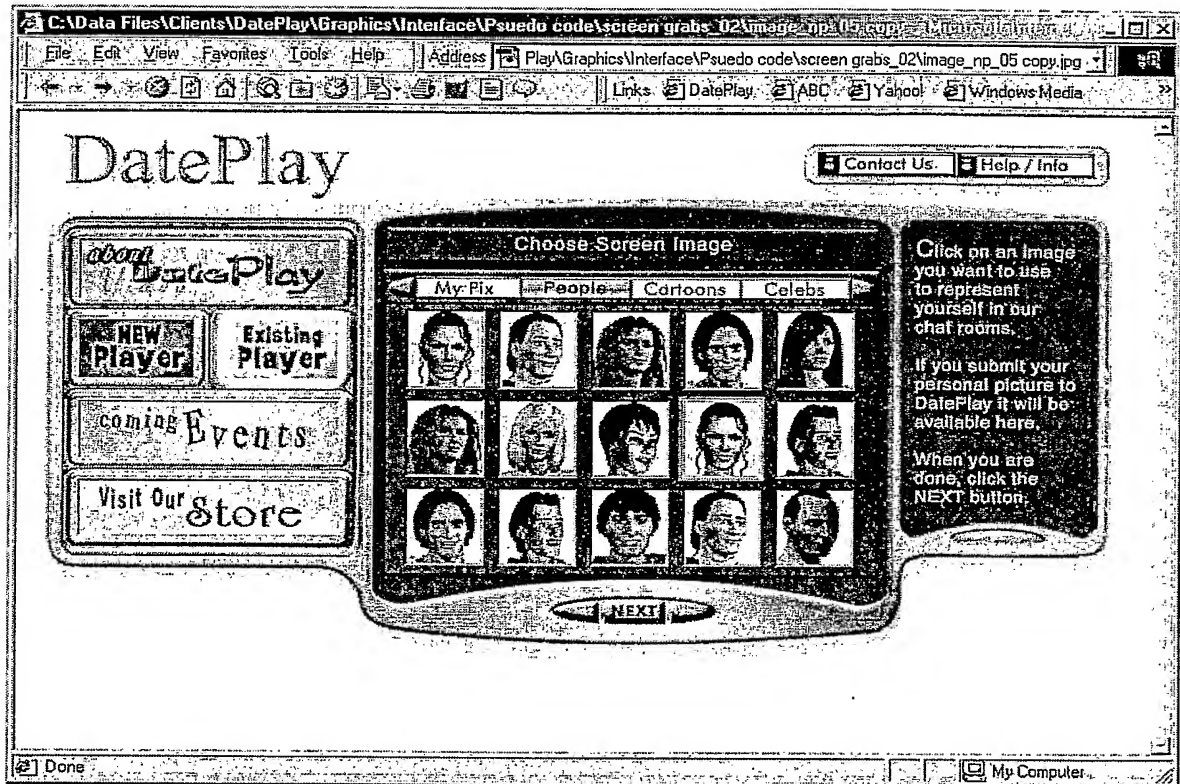 C:\Data Files\Clients\DatePlay\Graphics\Interface\Psuedo code\screen grabs_02\image_np_05 copy
File Edit View Favorites Tools Help Address Play\Graphics\Interface\Psuedo code\screen grabs_02\image_np_05 copy.jpg
Links DatePlay ABC Yahoo! Windows Media
DatePlay
Contact Us. Help / Info
about DatePlay
NEW Player
Existing Player
coming Events
Visit Our Store
Choose Screen Image
My Pix People Cartoons Celebs
NEXT
Click on an image
you want to use
to represent
yourself in our
chat rooms.
If you submit your
personal picture to
DatePlay it will be
available here.
When you are
done, click the
NEXT button.
Done My Computer